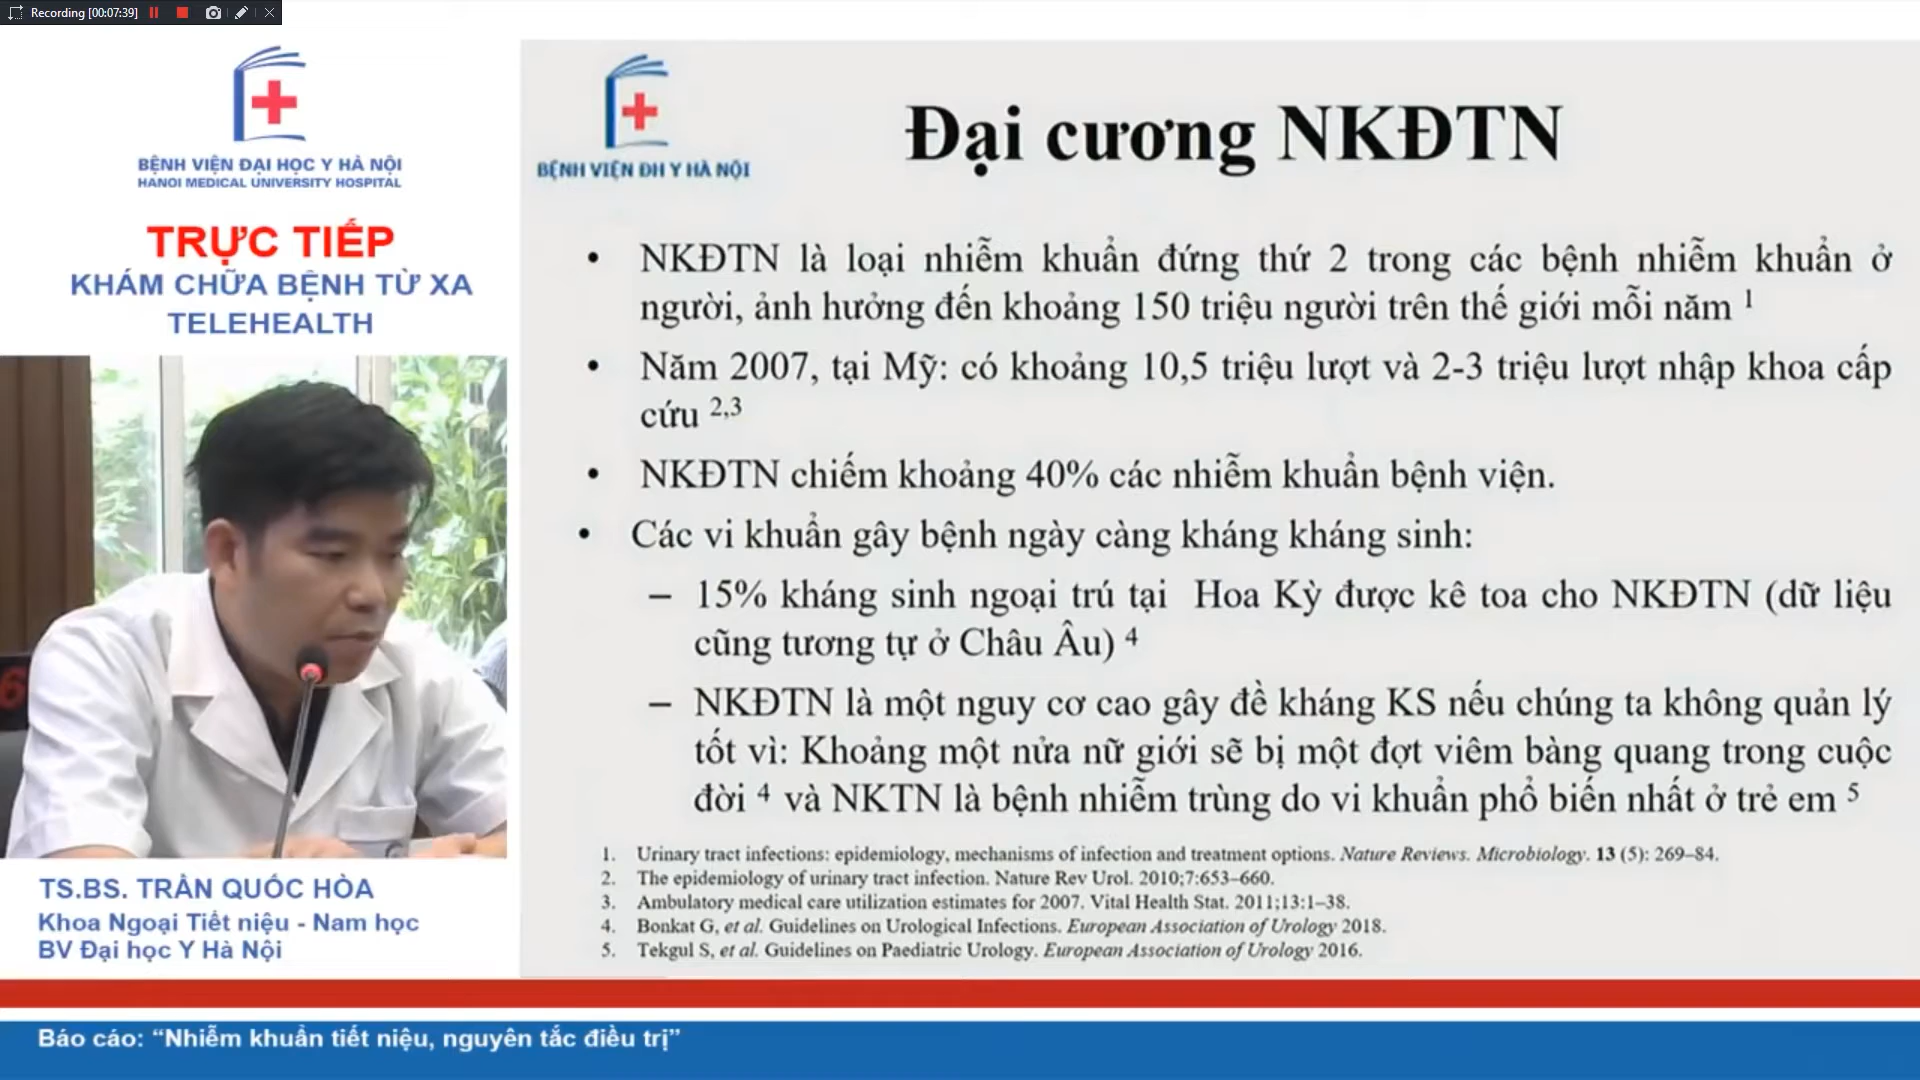 Recording [00:07:39]
BỆNH VIỆN ĐẠI HỌC Y HÀ NỘI
HANOI MEDICAL UNIVERSITY HOSPITAL
TRỰC TIẾP
KHÁM CHỮA BỆNH TỪ XA
TELEHEALTH
6
TS.BS. TRẦN QUỐC HÒA
Khoa Ngoại Tiết niệu - Nam học
BV Đại học Y Hà Nội
BỆNH VIỆN ĐH Y HÀ NỘI
Đại cương NKĐTN
• NKĐTN là loại nhiễm khuẩn đứng thứ 2 trong các bệnh nhiễm khuẩn ở
người, ảnh hưởng đến khoảng 150 triệu người trên thế giới mỗi năm 1
• Năm 2007, tại Mỹ: có khoảng 10,5 triệu lượt và 2-3 triệu lượt nhập khoa cấp
cứu 2,3
• NKĐTN chiếm khoảng 40% các nhiễm khuẩn bệnh viện.
• Các vi khuẩn gây bệnh ngày càng kháng kháng sinh:
– 15% kháng sinh ngoại trú tại Hoa Kỳ được kê toa cho NKĐTN (dữ liệu
cũng tương tự ở Châu Âu) 4
– NKĐTN là một nguy cơ cao gây đề kháng KS nếu chúng ta không quản lý
tốt vì: Khoảng một nửa nữ giới sẽ bị một đợt viêm bàng quang trong cuộc
đời 4 và NKTN là bệnh nhiễm trùng do vi khuẩn phổ biến nhất ở trẻ em 5
1. Urinary tract infections: epidemiology, mechanisms of infection and treatment options. Nature Reviews. Microbiology. 13 (5): 269–84.
2. The epidemiology of urinary tract infection. Nature Rev Urol. 2010;7:653–660.
3. Ambulatory medical care utilization estimates for 2007. Vital Health Stat. 2011;13:1–38.
4. Bonkat G, et al. Guidelines on Urological Infections. European Association of Urology 2018.
5. Tekgul S, et al. Guidelines on Paediatric Urology. European Association of Urology 2016.
Báo cáo: “Nhiễm khuẩn tiết niệu, nguyên tắc điều trị”